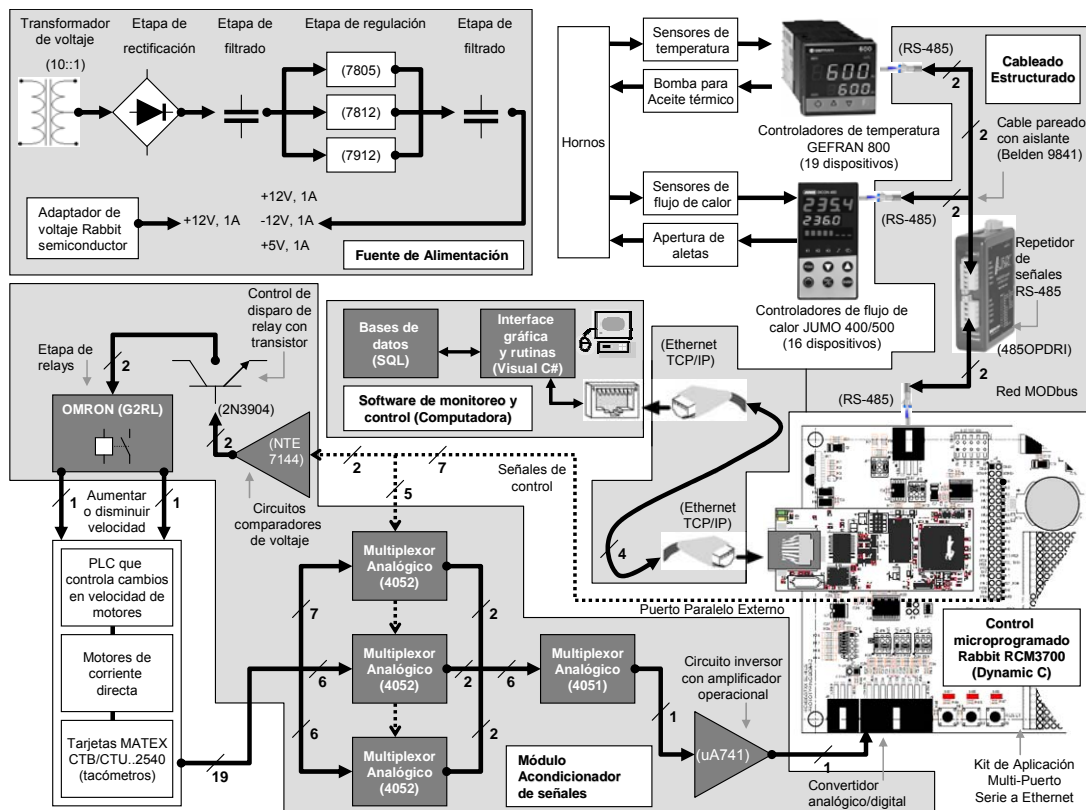 Transformador
de voltaje
(10::1)
Etapa de
rectificación
Etapa de
filtrado
Etapa de regulación
(7805)
(7812)
(7912)
Etapa de
filtrado
Adaptador de
voltaje Rabbit
semiconductor
+12V, 1A
+12V, 1A
-12V, 1A
+5V, 1A
Fuente de Alimentación
Hornos
Sensores de
temperatura
Bomba para
Aceite térmico
600
600
600
Controladores de temperatura
GEFRAN 800
(19 dispositivos)
Sensores de
flujo de calor
Apertura de
aletas
235.4
236.0
Controladores de flujo de
calor JUMO 400/500
(16 dispositivos)
(RS-485)
2
Cableado
Estructurado
2
Cable pareado
con aislante
(Belden 9841)
2
(RS-485)
Repetidor
de
señales
RS-485
(485OPDRI)
2
Red MODbus
(RS-485)
Control de
disparo de
relay con
transistor
Etapa de
relays
2
OMRON (G2RL)
(2N3904)
2
(NTE
7144)
Circuitos
comparadores
de voltaje
1
1
Aumentar
o disminuir
velocidad
PLC que
controla cambios
en velocidad de
motores
Motores de
corriente
directa
Tarjetas MATEX
CTB/CTU..2540
(tacómetros)
19
Bases de
datos
(SQL)
Interface
gráfica
y rutinas
(Visual C#)
Software de monitoreo y
control (Computadora)
(Ethernet
TCP/IP)
2
7
Señales de
control
5
(Ethernet
TCP/IP)
4
Multiplexor
Analógico
(4052)
7
2
Multiplexor
Analógico
(4052)
6
2
6
Multiplexor
Analógico
(4051)
Multiplexor
Analógico
(4052)
6
2
Puerto Paralelo Externo
Circuito inversor
con amplificador
operacional
1
(uA741)
1
Módulo
Acondicionador
de señales
Convertidor
analógico/digital
Control
microprogramado
Rabbit RCM3700
(Dynamic C)
Kit de Aplicación
Multi-Puerto
Serie a Ethernet